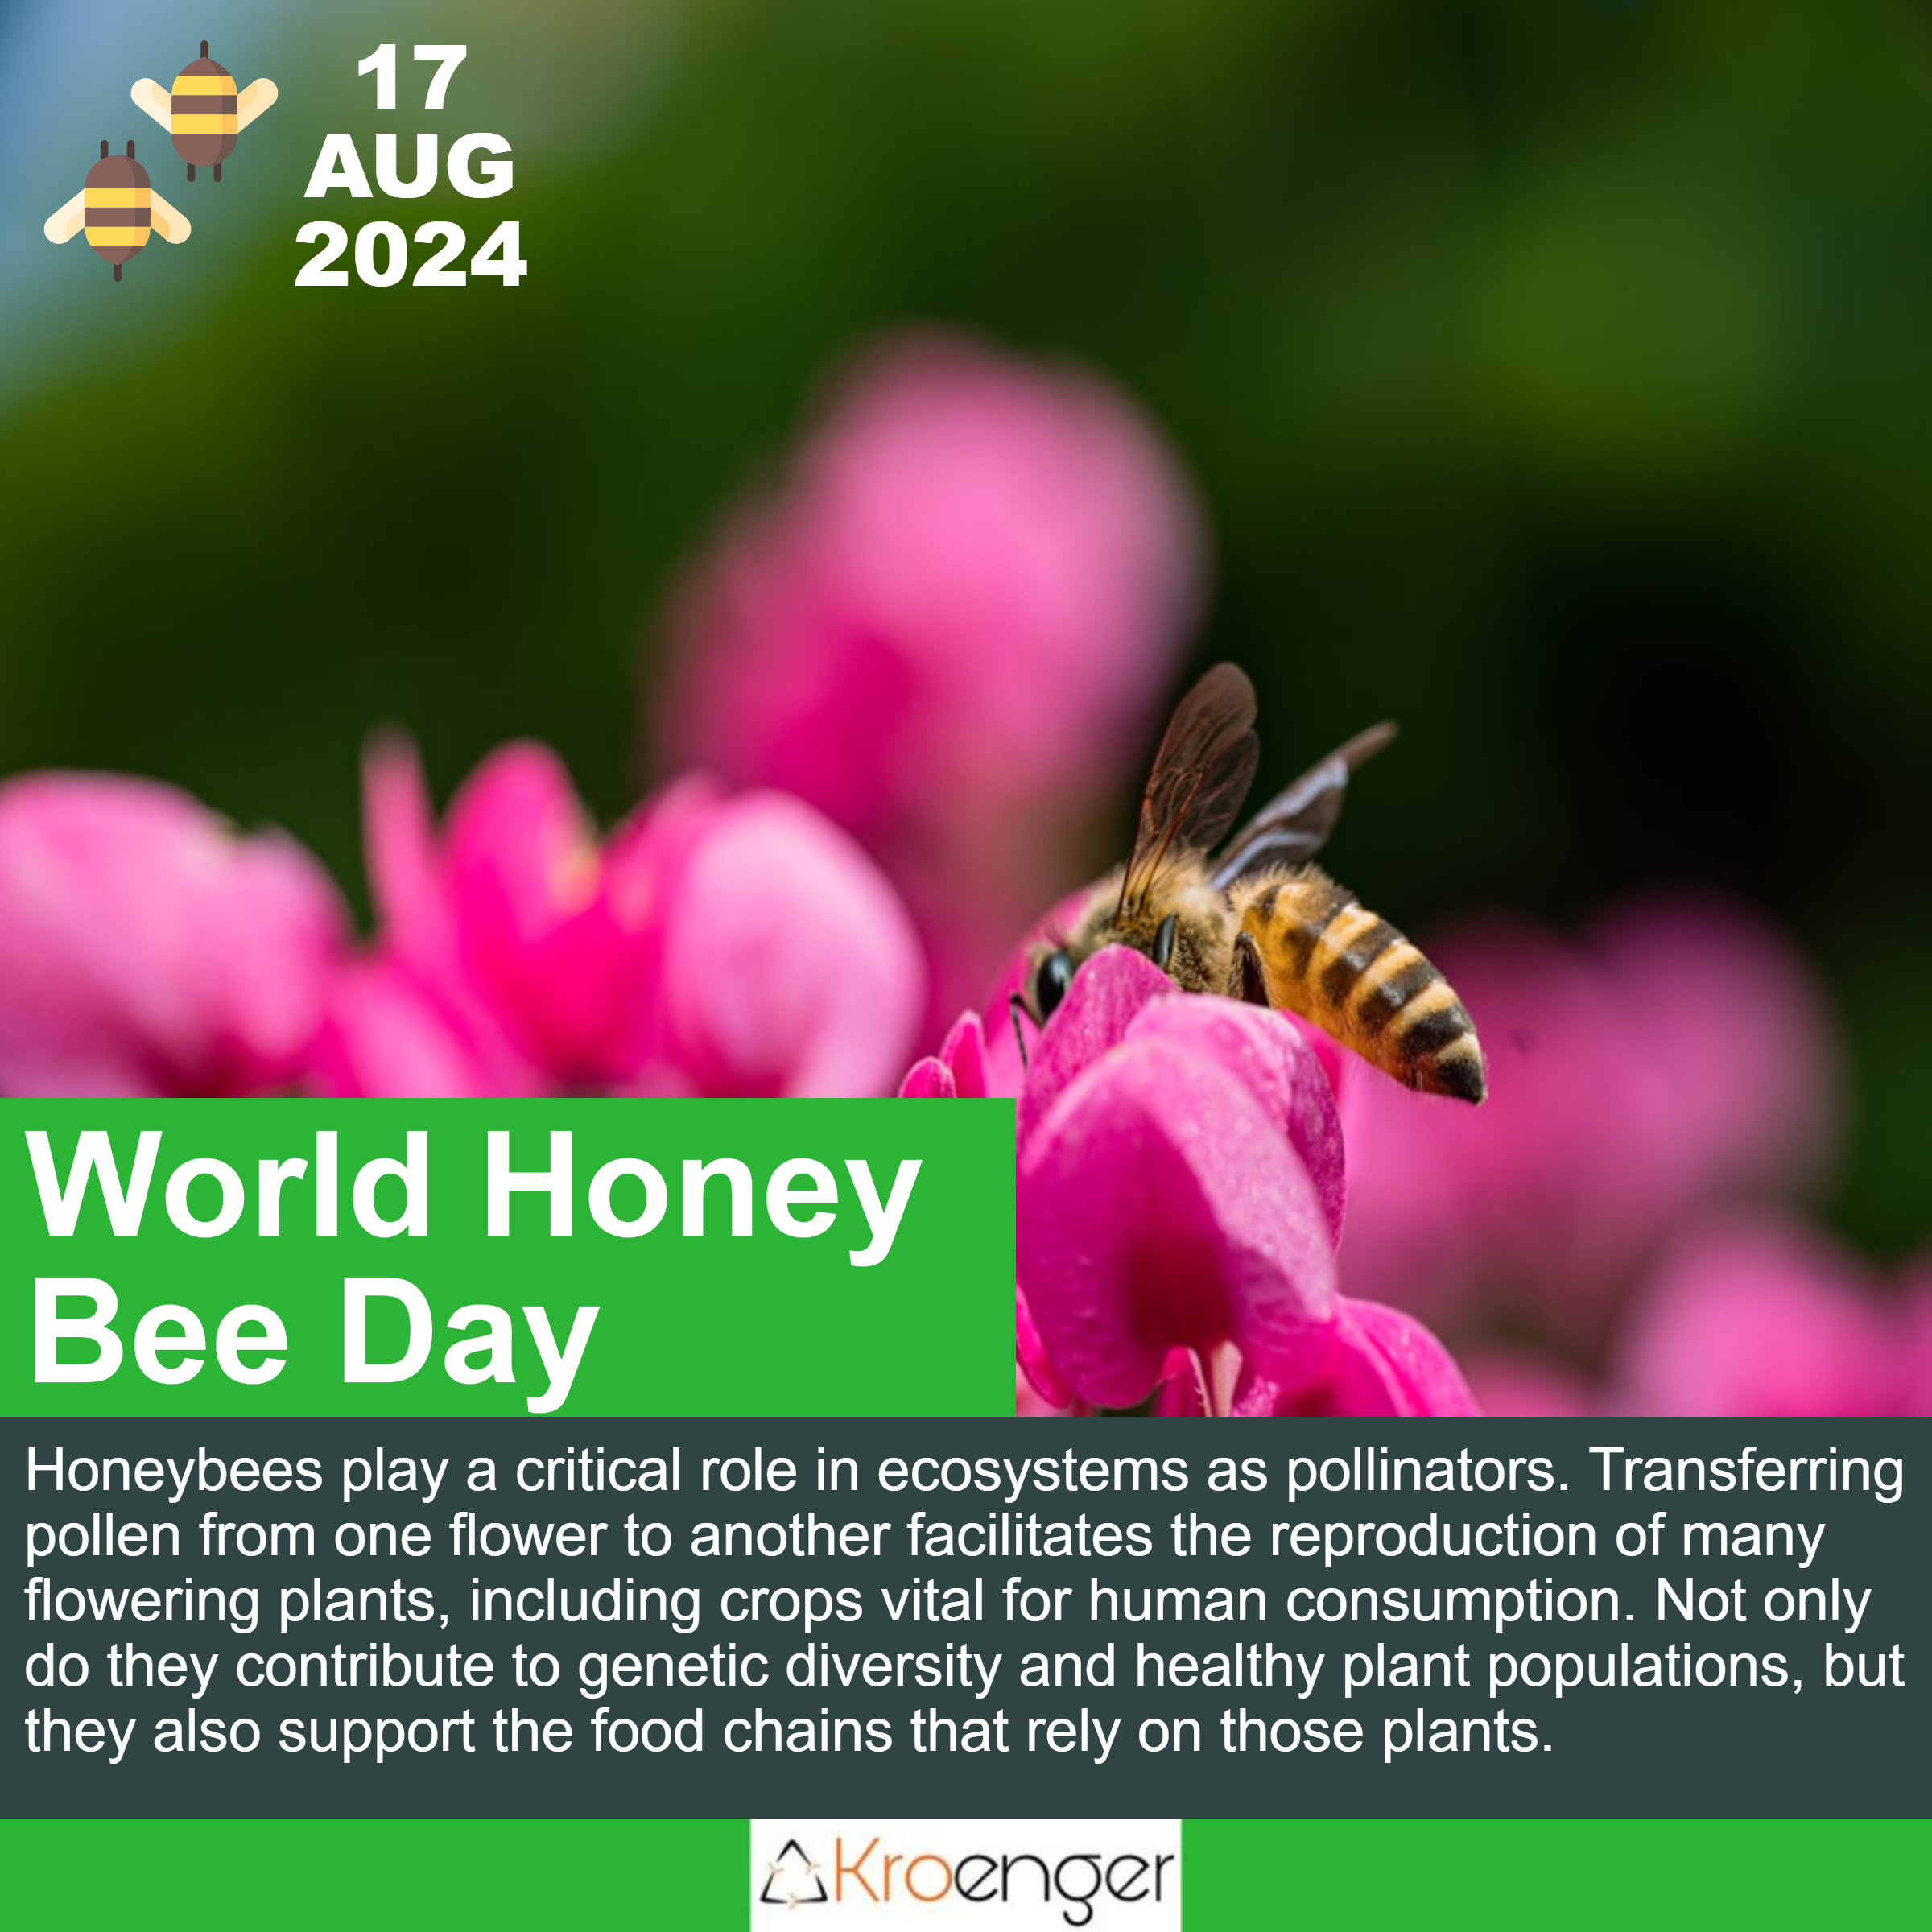 17
AUG
2024
World Honey
Bee Day
Honeybees play a critical role in ecosystems as pollinators. Transferring
pollen from one flower to another facilitates the reproduction of many
flowering plants, including crops vital for human consumption. Not only
do they contribute to genetic diversity and healthy plant populations, but
they also support the food chains that rely on those plants.
Kroenger